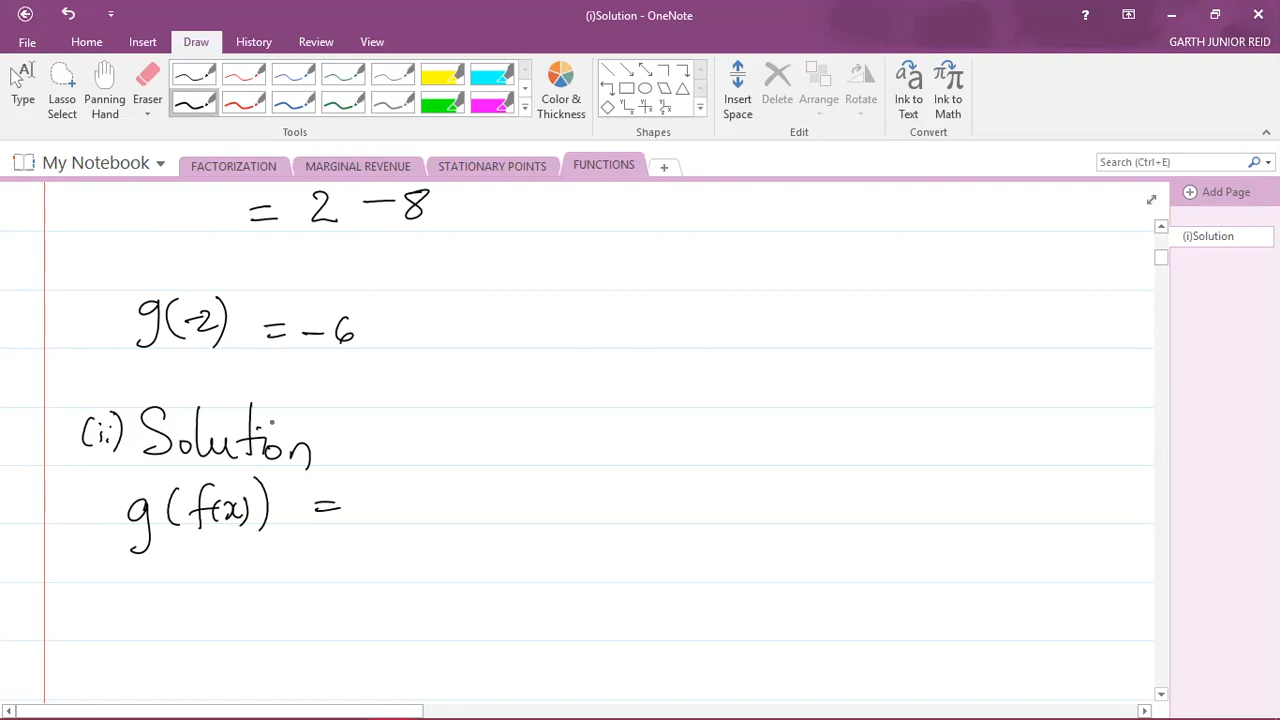 (i)Solution - OneNote
?
File Home Insert Draw History Review View
GARTH JUNIOR REID
Type
Lasso Select
Panning Hand
Eraser
Color & Thickness
Insert Space
Delete
Arrange
Rotate
Ink to Text
Ink to Math
Tools
Shapes
Edit
Convert
My Notebook
FACTORIZATION
MARGINAL REVENUE
STATIONARY POINTS
FUNCTIONS
Search (Ctrl+E)
Add Page
(i)Solution
= 2 - 8
g(-2) = - 6
(ii) Solution
g(f(x)) =